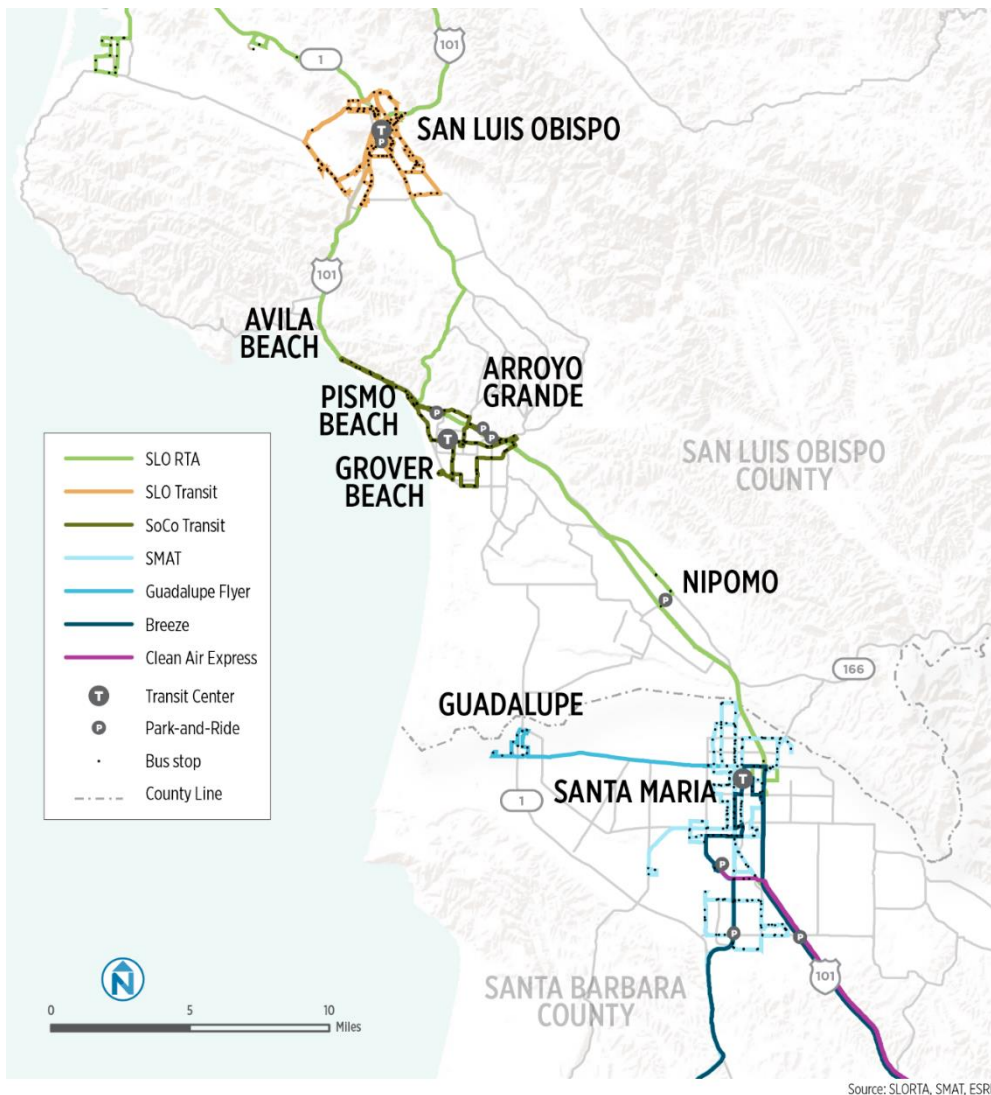 101
1
SAN LUIS OBISPO
T
P
101
AVILA
BEACH
ARROYO
GRANDE
PISMO
BEACH
P
P
P
T
GROVER
BEACH
SAN LUIS OBISPO
COUNTY
SLO RTA
SLO Transit
SoCo Transit
SMAT
Guadalupe Flyer
Breeze
Clean Air Express
T Transit Center
P Park-and-Ride
Bus stop
County Line
NIPOMO
P
166
GUADALUPE
SANTA MARIA
T
1
P
P
P
101
SANTA BARBARA
COUNTY
N
0 5 10
Miles
Source: SLORTA, SMAT, ESRI